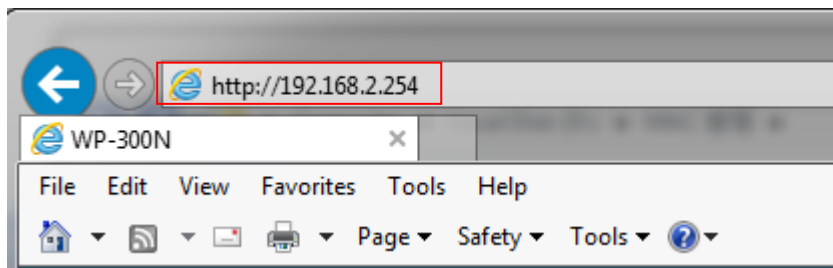 http://192.168.2.254
WP-300N
File Edit View Favorites Tools Help
Page Safety Tools